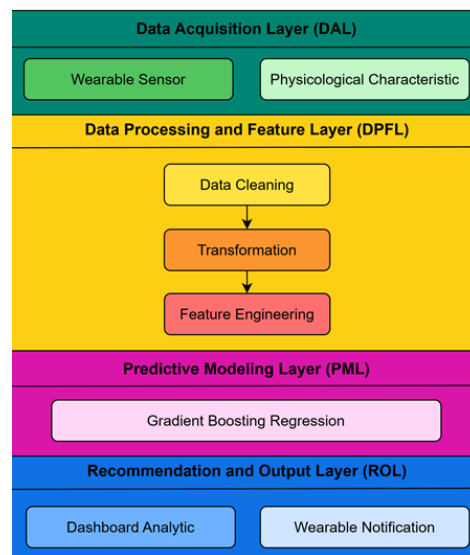 Data Acquisition Layer (DAL)
Wearable Sensor
Physicological Characteristic
Data Processing and Feature Layer (DPFL)
Data Cleaning
Transformation
Feature Engineering
Predictive Modeling Layer (PML)
Gradient Boosting Regression
Recommendation and Output Layer (ROL)
Dashboard Analytic
Wearable Notification